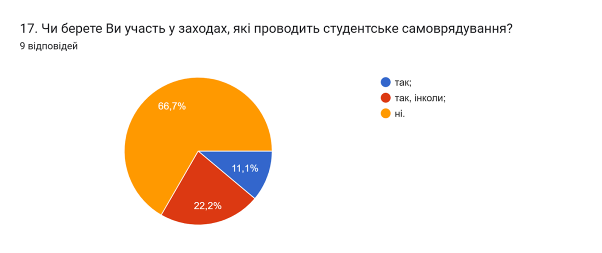 17. Чи берете Ви участь у заходах, які проводить студентське самоврядування?
9 відповідей
так;
так, інколи;
ні.
66,7%
11,1%
22,2%